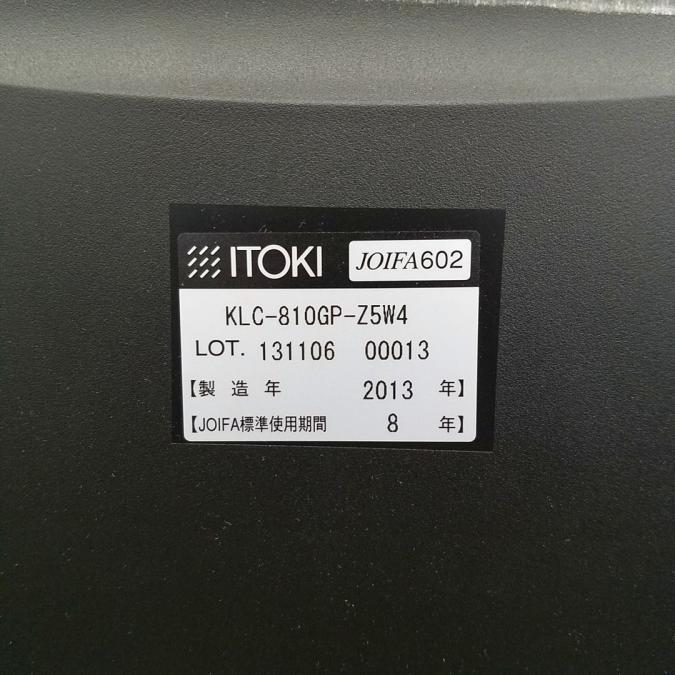 ITOKI JOIFA602
KLC-810GP-Z5W4
LOT. 131106 00013
【製造年 2013 年】
【JOIFA標準使用期間 8 年】